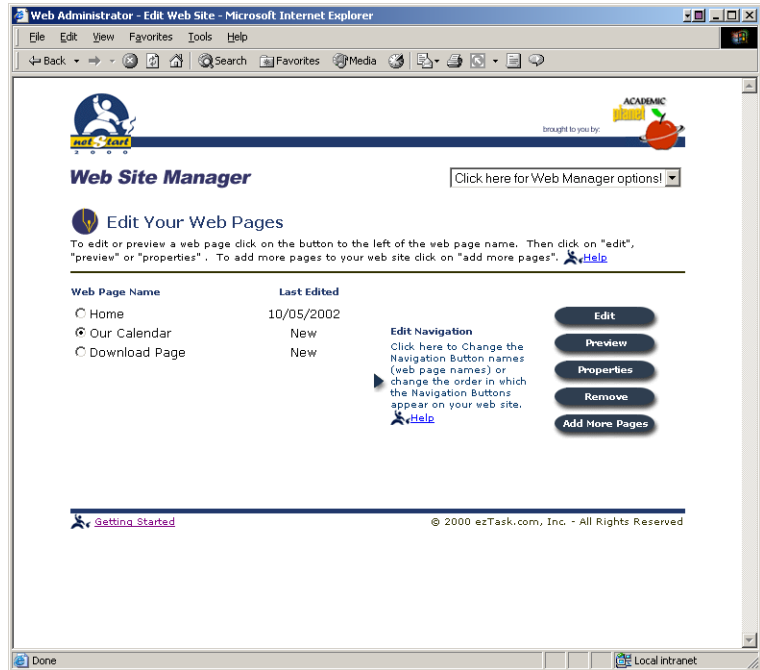 Web Administrator - Edit Web Site - Microsoft Internet Explorer
File Edit View Favorites Tools Help
Back Search Favorites Media
ACADEMIC
planet
brought to you by:
netStart
2 0 0 0
Web Site Manager
Click here for Web Manager options!
Edit Your Web Pages
To edit or preview a web page click on the button to the left of the web page name. Then click on "edit",
"preview" or "properties" . To add more pages to your web site click on "add more pages". Help
Web Page Name Last Edited
Home 10/05/2002
Our Calendar New
Download Page New
Edit Navigation
Click here to Change the
Navigation Button names
(web page names) or
change the order in which
the Navigation Buttons
appear on your web site.
Help
Edit
Preview
Properties
Remove
Add More Pages
Getting Started © 2000 ezTask.com, Inc. - All Rights Reserved
Done Local intranet